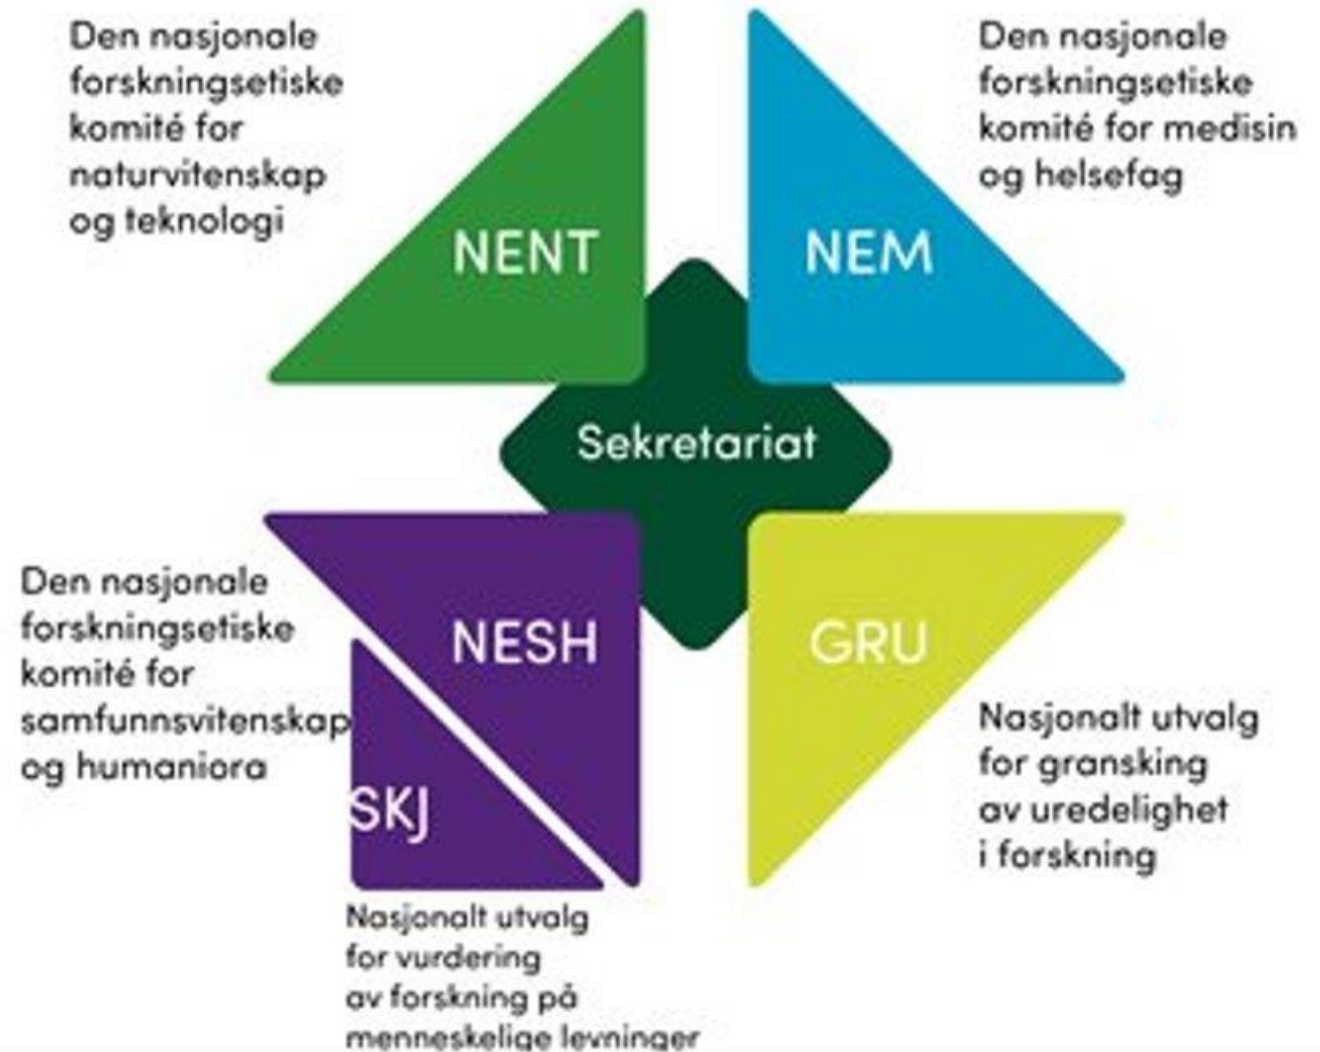 Den nasjonale
forskningsetiske
komité for
naturvitenskap
og teknologi
NENT
NEM
Den nasjonale
forskningsetiske
komité for medisin
og helsefag
Sekretariat
Den nasjonale
forskningsetiske
komité for
samfunnsvitenskap
og humaniora
NESH
SKJ
Nasjonalt utvalg
for vurdering
av forskning på
menneskelige levninger
GRU
Nasjonalt utvalg
for gransking
av uredelighet
i forskning